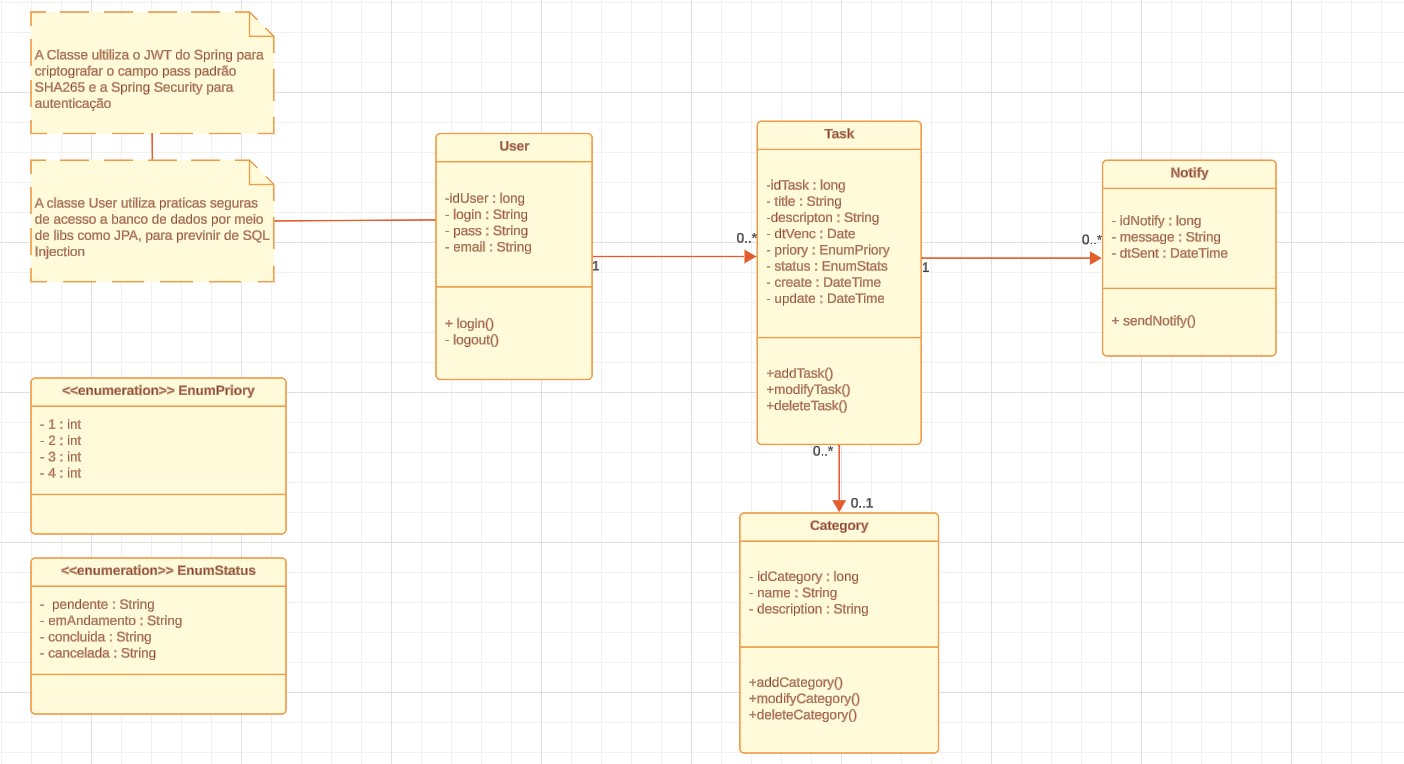 A Classe ultiliza o JWT do Spring para
criptografar o campo pass padrão
SHA265 e a Spring Security para
autenticação
A classe User utiliza praticas seguras
de acesso a banco de dados por meio
de libs como JPA, para previnir de SQL
Injection
User
-idUser : long
- login : String
- pass : String
- email : String
+ login()
- logout()
1
0..*
Task
-idTask : long
- title : String
-descripton : String
- dtVenc : Date
- priory : EnumPriory
- status : EnumStats
- create : DateTime
- update : DateTime
+addTask()
+modifyTask()
+deleteTask()
1
0..*
Notify
- idNotify : long
- message : String
- dtSent : DateTime
+ sendNotify()
0..*
0..1
Category
- idCategory : long
- name : String
- description : String
+addCategory()
+modifyCategory()
+deleteCategory()
<<enumeration>> EnumPriory
- 1 : int
- 2 : int
- 3 : int
- 4 : int
<<enumeration>> EnumStatus
-  pendente : String
- emAndamento : String
- concluida : String
- cancelada : String